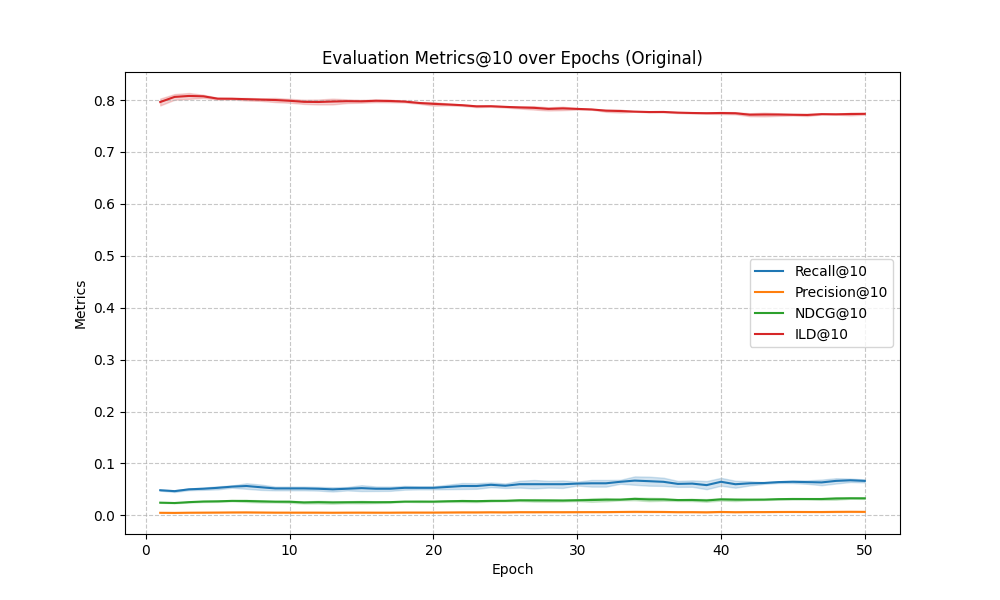 Evaluation Metrics@10 over Epochs (Original)
0.8
0.7
0.6
0.5
0.4
0.3
0.2
0.1
0.0
Metrics
Recall@10
Precision@10
NDCG@10
ILD@10
0 10 20 30 40 50
Epoch